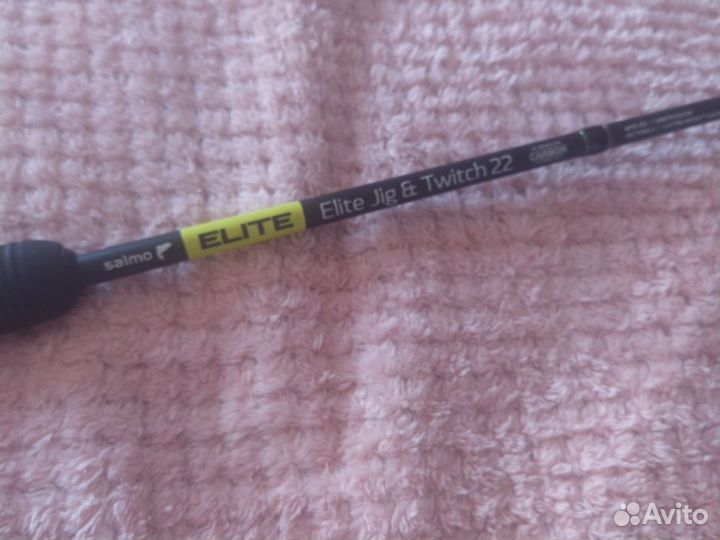 salmo
ELITE
Elite Jig & Twitch 22
CARBON
Avito